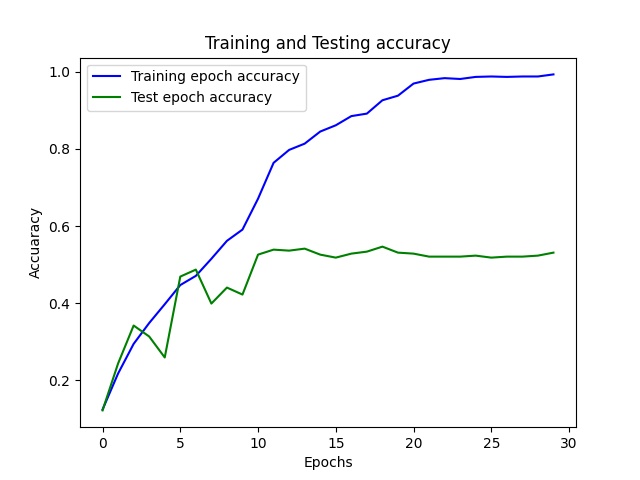 Training and Testing accuracy
Training epoch accuracy
Test epoch accuracy
1.0
0.8
0.6
0.4
0.2
Accuaracy
0 5 10 15 20 25 30
Epochs